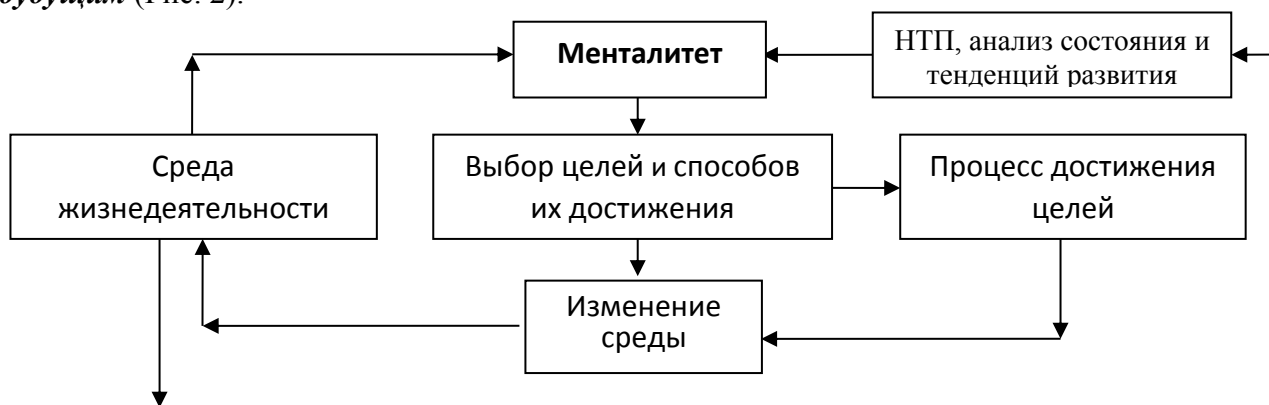 (Рис. 2).
Менталитет
НТП, анализ состояния и
тенденций развития
Среда
жизнедеятельности
Выбор целей и способов
их достижения
Процесс достижения
целей
Изменение
среды